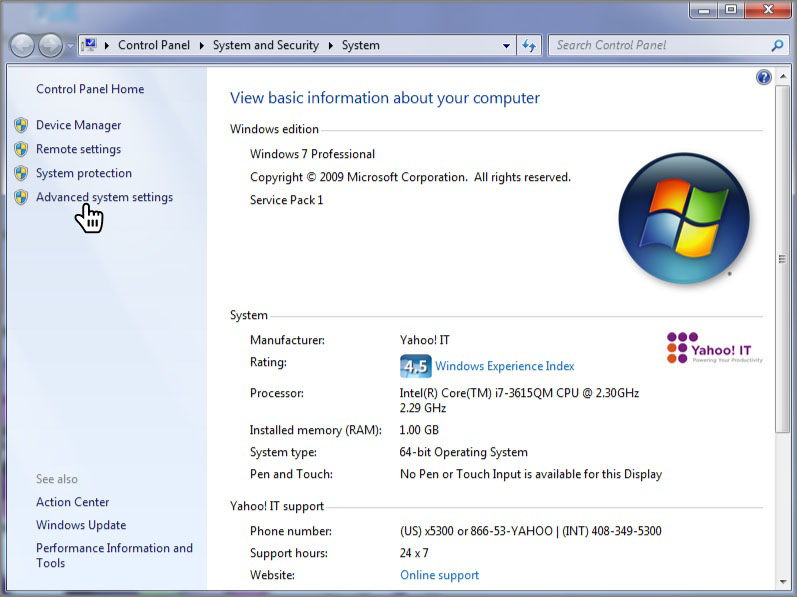 Control Panel ▸ System and Security ▸ System
Search Control Panel
Control Panel Home
Device Manager
Remote settings
System protection
Advanced system settings
See also
Action Center
Windows Update
Performance Information and
Tools
View basic information about your computer
Windows edition
Windows 7 Professional
Copyright © 2009 Microsoft Corporation. All rights reserved.
Service Pack 1
System
Manufacturer: Yahoo! IT
Rating: 4.5 Windows Experience Index
Processor: Intel(R) Core(TM) i7-3615QM CPU @ 2.30GHz
2.29 GHz
Installed memory (RAM): 1.00 GB
System type: 64-bit Operating System
Pen and Touch: No Pen or Touch Input is available for this Display
Yahoo! IT
Powering Your Productivity
Yahoo! IT support
Phone number: (US) x5300 or 866-53-YAHOO | (INT) 408-349-5300
Support hours: 24 x 7
Website: Online support